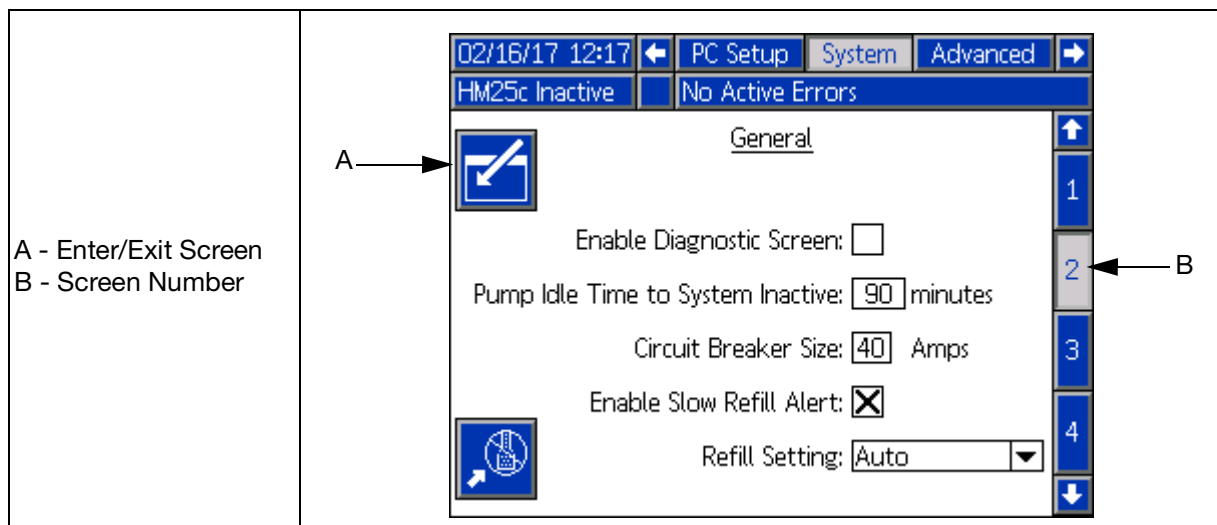 A - Enter/Exit Screen
B - Screen Number
A
B
02/16/17 12:17 PC Setup System Advanced
HM25c Inactive No Active Errors
General
Enable Diagnostic Screen:
Pump Idle Time to System Inactive: 90 minutes
Circuit Breaker Size: 40 Amps
Enable Slow Refill Alert:
Refill Setting: Auto
1
2
3
4